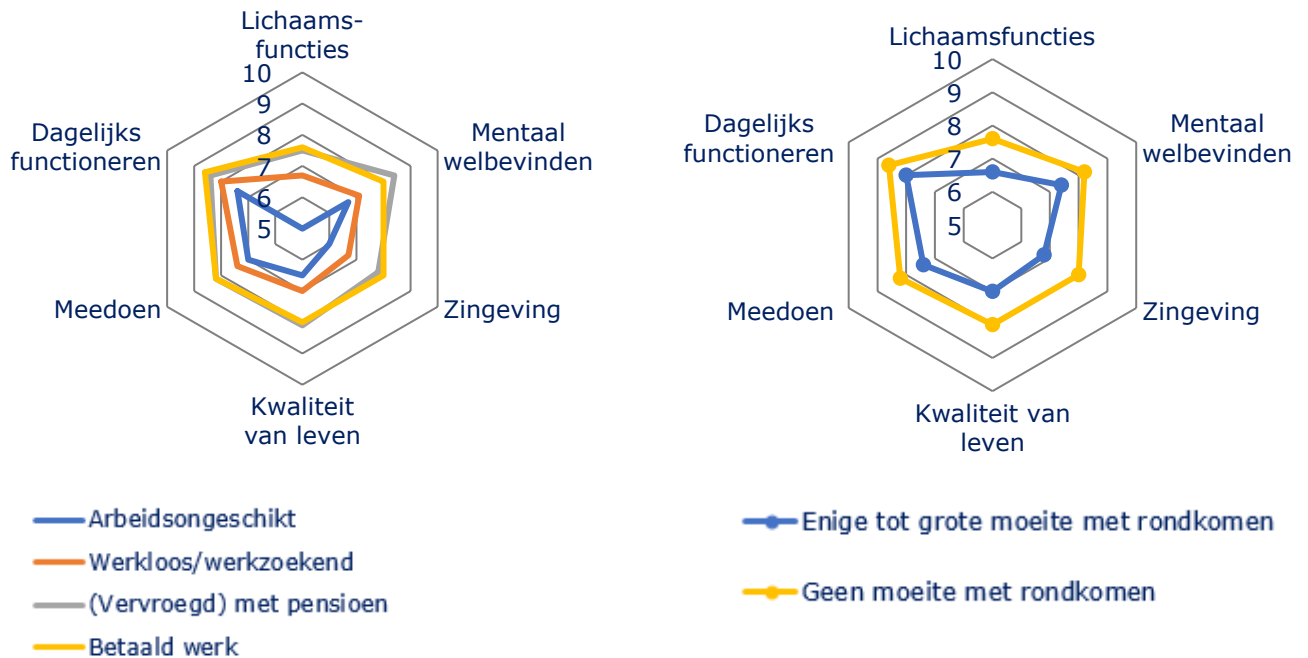 Lichaams-
functies
10
9
8
7
6
5
Dagelijks
functioneren
Mentaal
welbevinden
Meedoen
Zingeving
Kwaliteit
van leven
Arbeidsongeschikt
Werkloos/werkzoekend
(Vervroegd) met pensioen
Betaald werk
Lichaamsfuncties
10
9
8
7
6
5
Dagelijks
functioneren
Mentaal
welbevinden
Meedoen
Zingeving
Kwaliteit van
leven
Enige tot grote moeite met rondkomen
Geen moeite met rondkomen